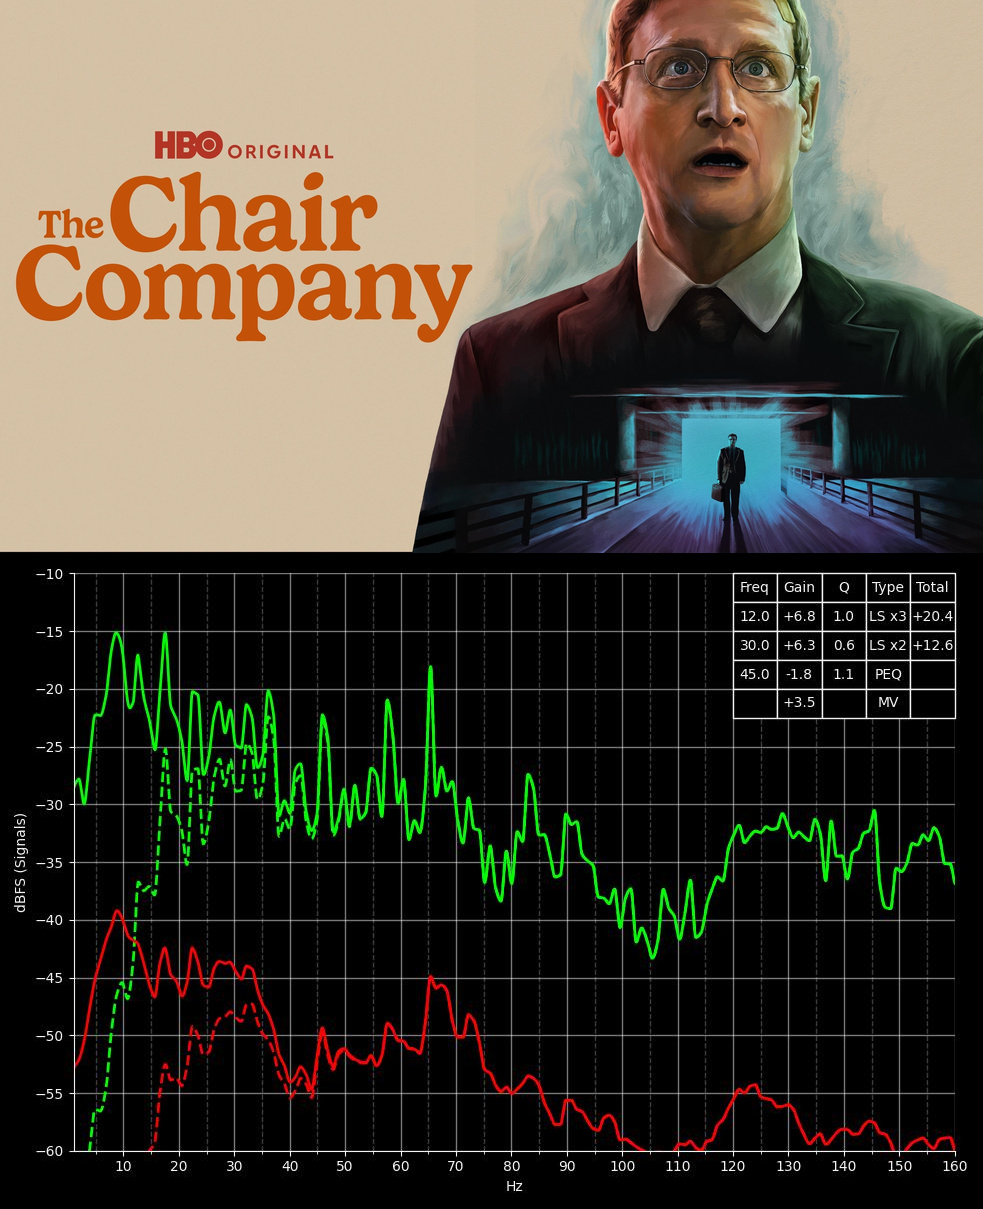 HBO ORIGINAL
The Chair
Company
Freq Gain Q Type Total
12.0 +6.8 1.0 LS x3 +20.4
30.0 +6.3 0.6 LS x2 +12.6
45.0 -1.8 1.1 PEQ
+3.5 MV
−10
−15
−20
−25
−30
−35
−40
−45
−50
−55
−60
dBFS (Signals)
10 20 30 40 50 60 70 80 90 100 110 120 130 140 150 160
Hz